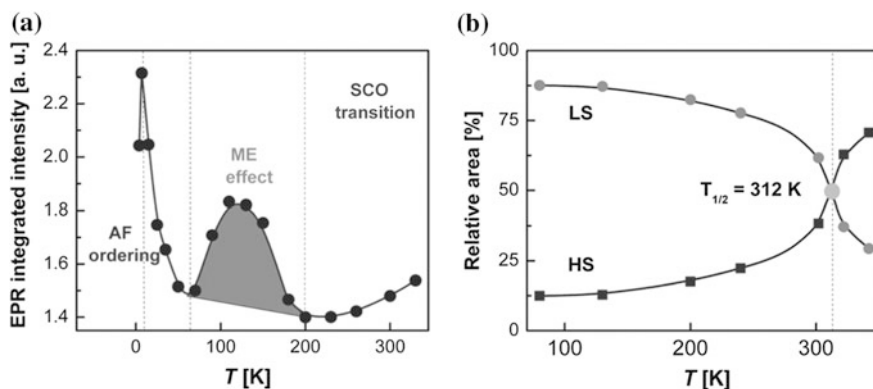 (a)
EPR integrated intensity [a. u.]
2.4
2.2
2.0
1.8
1.6
1.4
AF
ordering
ME
effect
SCO
transition
0
100
200
300
T [K]
(b)
Relative area [%]
100
75
50
25
0
LS
T1/2 = 312 K
HS
100
200
300
T [K]